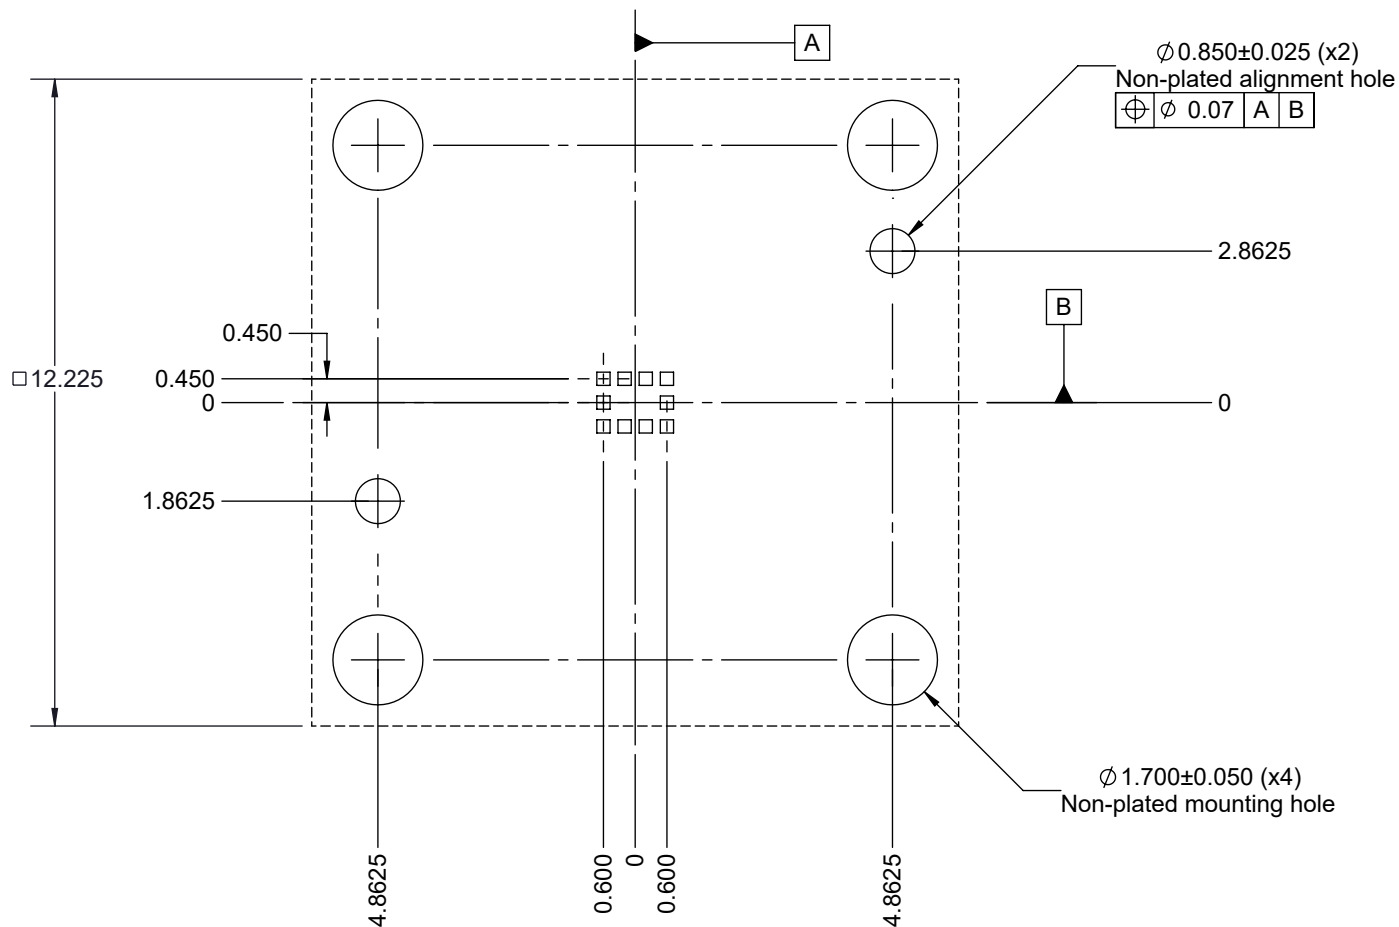 A
⌀0.850±0.025 (x2)
Non-plated alignment hole
⌖ ⌀ 0.07 A B
2.8625
B
0.450
□12.225
0.450
0
0
1.8625
⌀1.700±0.050 (x4)
Non-plated mounting hole
4.8625
0.600
0
0.600
4.8625